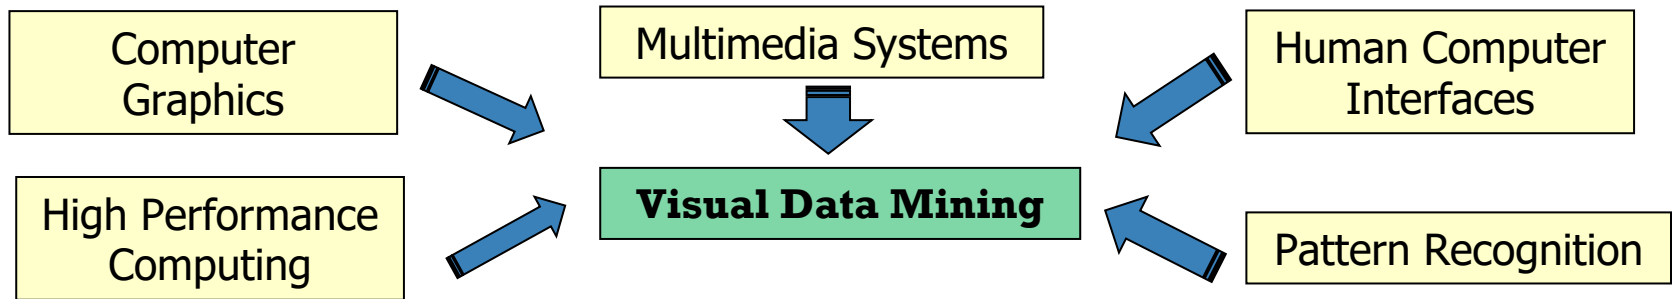 Computer
Graphics
Multimedia Systems
Human Computer
Interfaces
High Performance
Computing
Visual Data Mining
Pattern Recognition